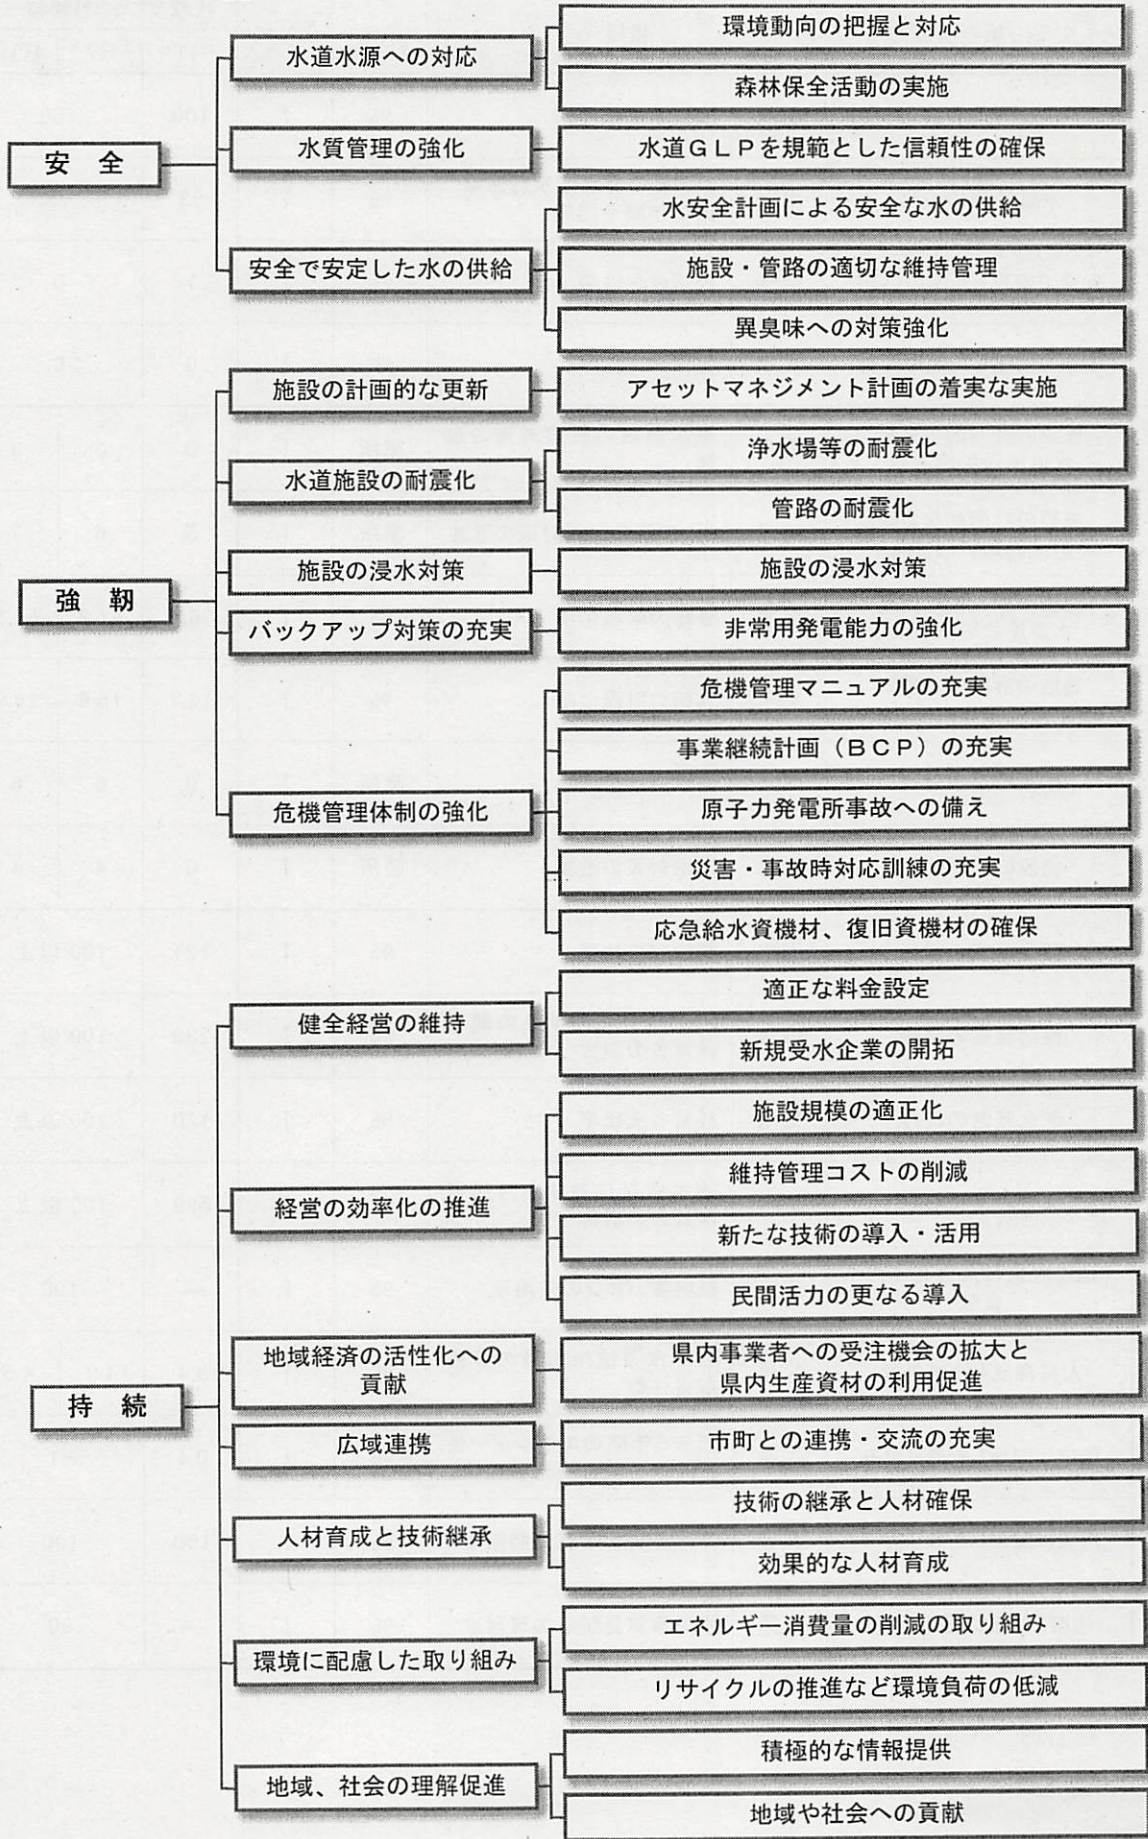 安　全
水道水源への対応
環境動向の把握と対応
森林保全活動の実施
水質管理の強化
水道ＧＬＰを規範とした信頼性の確保
安全で安定した水の供給
水安全計画による安全な水の供給
施設・管路の適切な維持管理
異臭味への対策強化
強　靭
施設の計画的な更新
アセットマネジメント計画の着実な実施
水道施設の耐震化
浄水場等の耐震化
管路の耐震化
施設の浸水対策
施設の浸水対策
バックアップ対策の充実
非常用発電能力の強化
危機管理体制の強化
危機管理マニュアルの充実
事業継続計画（ＢＣＰ）の充実
原子力発電所事故への備え
災害・事故時対応訓練の充実
応急給水資機材、復旧資機材の確保
持　続
健全経営の維持
適正な料金設定
新規受水企業の開拓
経営の効率化の推進
施設規模の適正化
維持管理コストの削減
新たな技術の導入・活用
民間活力の更なる導入
地域経済の活性化への
貢献
県内事業者への受注機会の拡大と
県内生産資材の利用促進
広域連携
市町との連携・交流の充実
人材育成と技術継承
技術の継承と人材確保
効果的な人材育成
環境に配慮した取り組み
エネルギー消費量の削減の取り組み
リサイクルの推進など環境負荷の低減
地域、社会の理解促進
積極的な情報提供
地域や社会への貢献